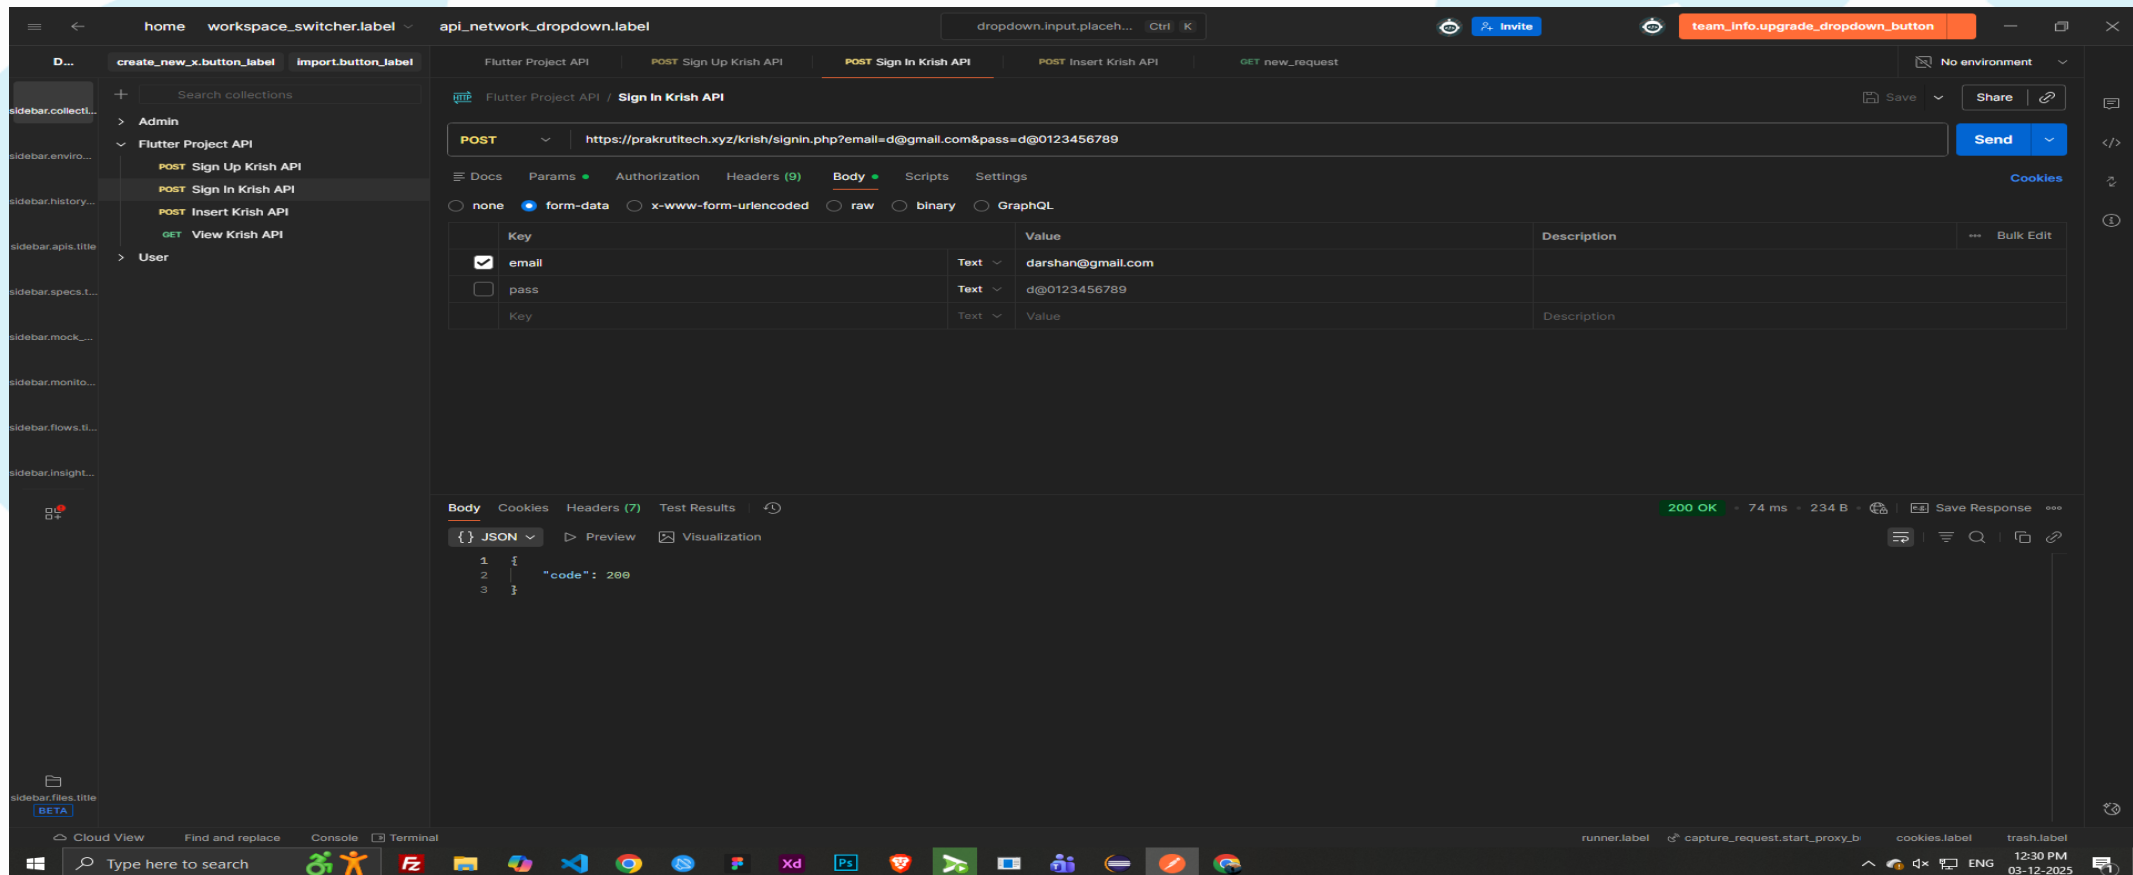 home workspace_switcher.label api_network_dropdown.label dropdown.input.placeh... Ctrl K Invite team_info.upgrade_dropdown_button
D... create_new_x.button_label import.button_label Flutter Project API POST Sign Up Krish API POST Sign In Krish API POST Insert Krish API GET new_request No environment
Search collections
HTTP Flutter Project API / Sign In Krish API Save Share
sidebar.collecti...
Admin
POST https://prakrutitech.xyz/krish/signin.php?email=d@gmail.com&pass=d@0123456789 Send
Flutter Project API
sidebar.enviro...
POST Sign Up Krish API
Docs Params Authorization Headers (9) Body Scripts Settings Cookies
POST Sign In Krish API
sidebar.history...
none form-data x-www-form-urlencoded raw binary GraphQL
POST Insert Krish API
GET View Krish API
Key Value Description Bulk Edit
sidebar.apis.title
User
email Text darshan@gmail.com
sidebar.specs.t...
pass Text d@0123456789
Key Text Value Description
sidebar.mock_...
sidebar.monito...
sidebar.flows.ti...
sidebar.insight...
Body Cookies Headers (7) Test Results 200 OK 74 ms 234 B Save Response
{} JSON Preview Visualization
1 {
2 "code": 200
3 }
sidebar.files.title
BETA
Cloud View Find and replace Console Terminal runner.label capture_request.start_proxy_b cookies.label trash.label
Type here to search Fz Xd Ps ENG 12:30 PM
03-12-2025